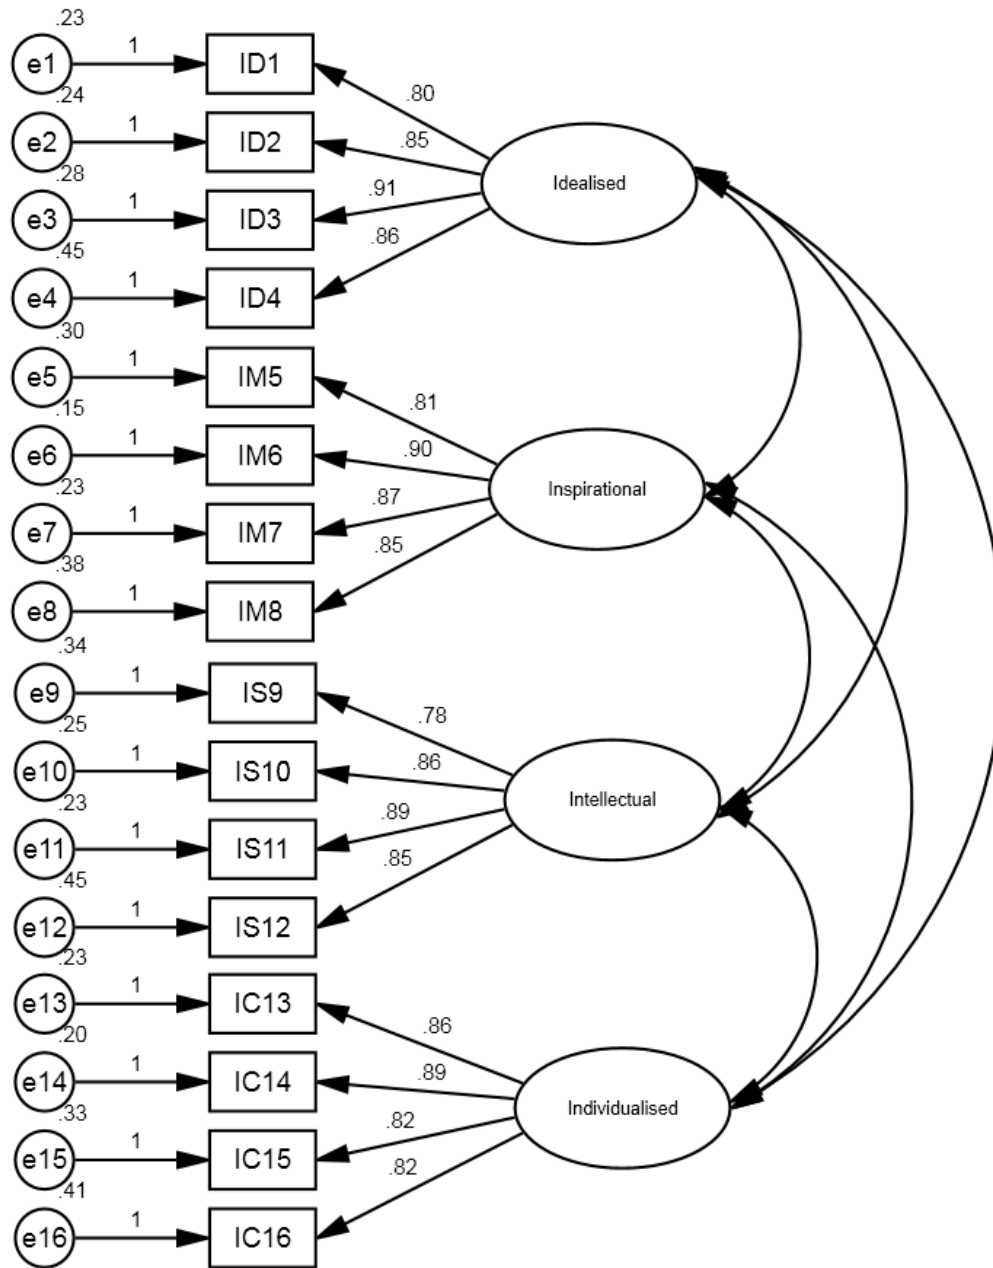 .23
e1 1 ID1
.80
.24
e2 1 ID2
.85
Idealised
.28
e3 1 ID3
.91
.45
e4 1 ID4
.86
.30
e5 1 IM5
.81
.15
e6 1 IM6
.90
Inspirational
.23
e7 1 IM7
.87
.38
e8 1 IM8
.85
.34
e9 1 IS9
.78
.25
e10 1 IS10
.86
Intellectual
.23
e11 1 IS11
.89
.45
e12 1 IS12
.85
.23
e13 1 IC13
.86
.20
e14 1 IC14
.89
Individualised
.33
e15 1 IC15
.82
.41
e16 1 IC16
.82